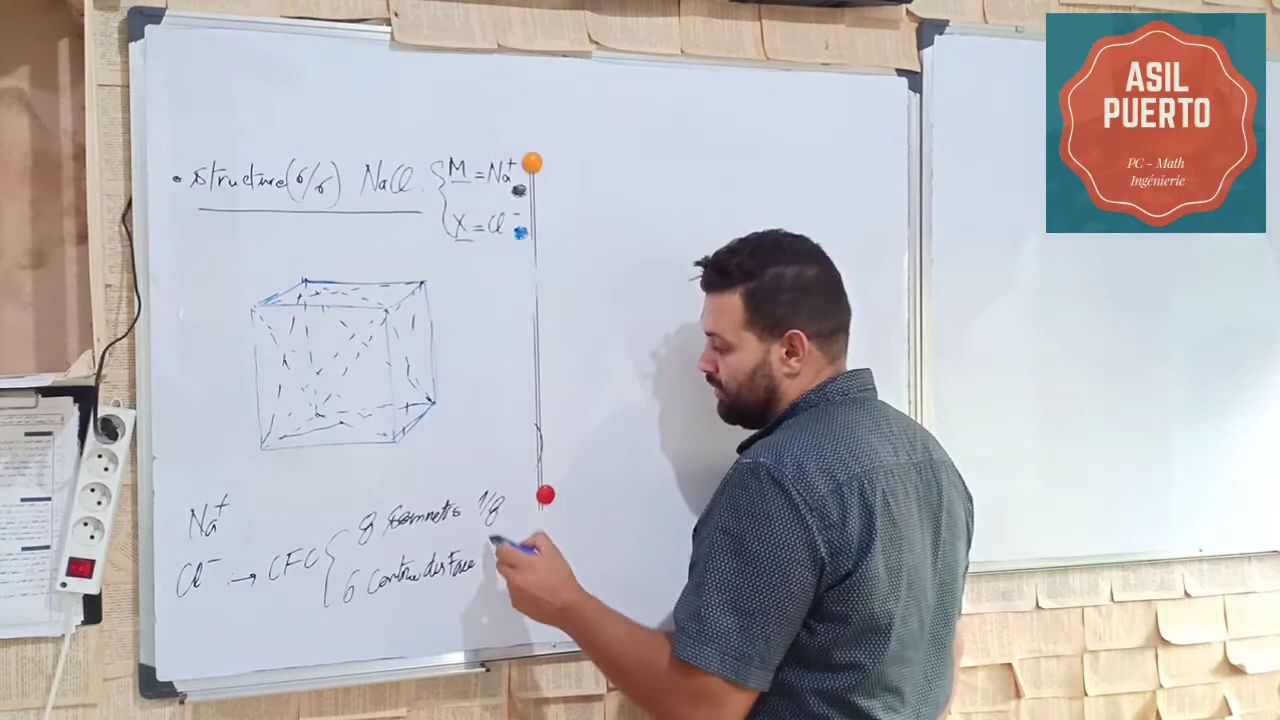 ASIL
PUERTO
PC - Math
Ingénierie
• structure(6/6) NaCl { M = Na⁺
X = Cl⁻
Na⁺
Cl⁻ → CFC { 8 sommets 1/8
6 centre des Face